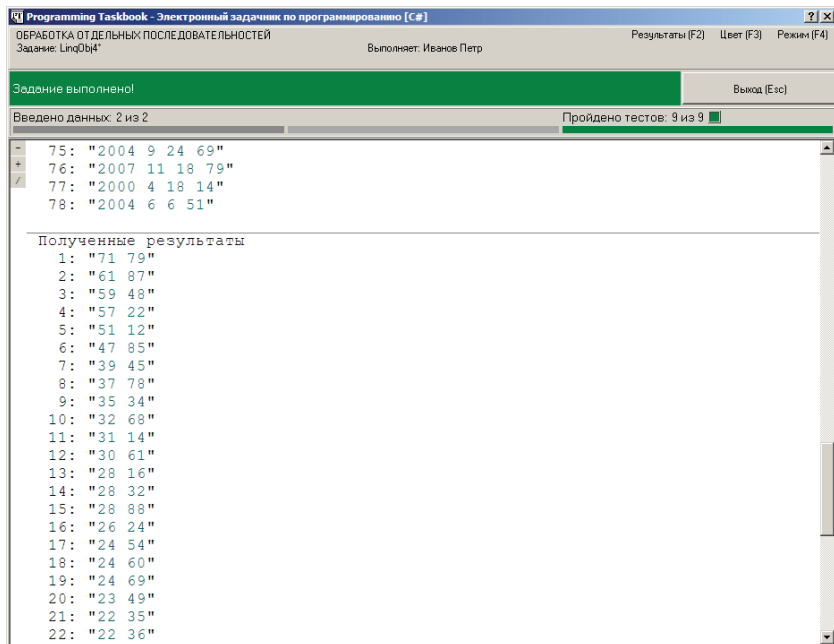 Programming Taskbook - Электронный задачник по программированию [C#]
ОБРАБОТКА ОТДЕЛЬНЫХ ПОСЛЕДОВАТЕЛЬНОСТЕЙ
Результаты (F2) Цвет (F3) Режим (F4)
Задание: LinqObj4° Выполняет: Иванов Петр
Задание выполнено! Выход (Esc)
Введено данных: 2 из 2 Пройдено тестов: 9 из 9
75: "2004 9 24 69"
76: "2007 11 18 79"
77: "2000 4 18 14"
78: "2004 6 6 51"
Полученные результаты
1: "71 79"
2: "61 87"
3: "59 48"
4: "57 22"
5: "51 12"
6: "47 85"
7: "39 45"
8: "37 78"
9: "35 34"
10: "32 68"
11: "31 14"
12: "30 61"
13: "28 16"
14: "28 32"
15: "28 88"
16: "26 24"
17: "24 54"
18: "24 60"
19: "24 69"
20: "23 49"
21: "22 35"
22: "22 36"